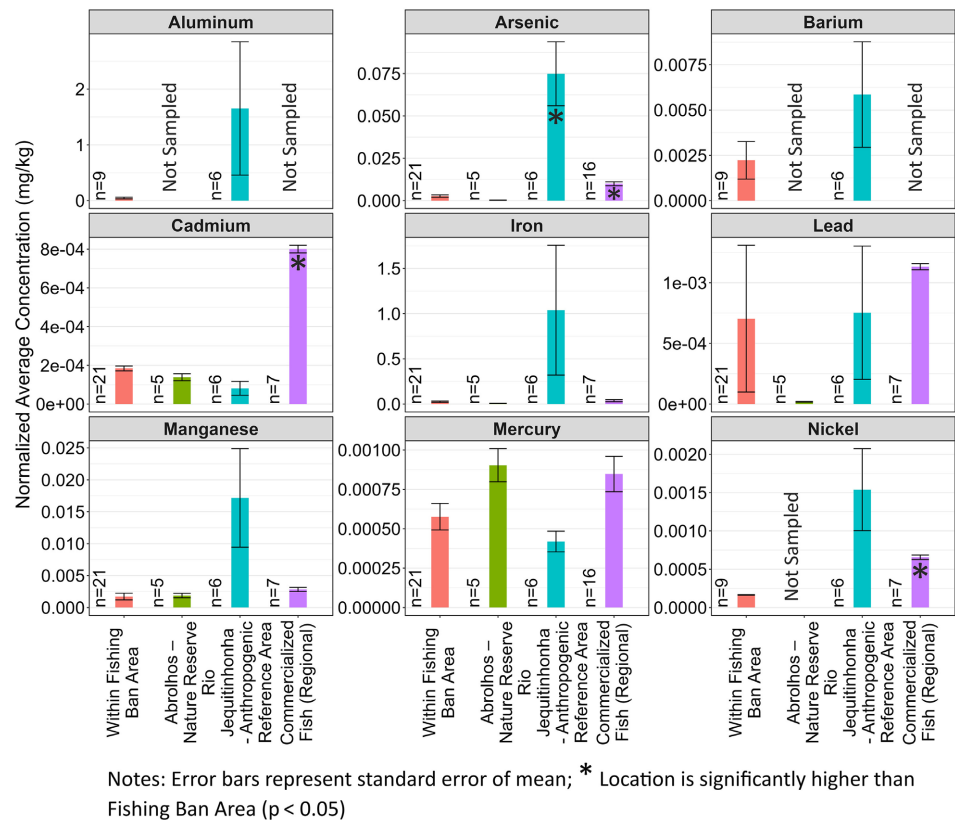 Normalized Average Concentration (mg/kg)
Aluminum
2
1
0
n=9
Not Sampled
n=6
Not Sampled
Arsenic
0.075
0.050
0.025
0.000
n=21
n=5
n=6
n=16
*
*
Barium
0.0075
0.0050
0.0025
0.0000
n=9
Not Sampled
n=6
Not Sampled
Cadmium
8e-04
6e-04
4e-04
2e-04
0e+00
n=21
n=5
n=6
n=7
*
Iron
1.5
1.0
0.5
0.0
n=21
n=5
n=6
n=7
Lead
1e-03
5e-04
0e+00
n=21
n=5
n=6
n=7
Manganese
0.025
0.020
0.015
0.010
0.005
0.000
n=21
n=5
n=6
n=7
Mercury
0.00100
0.00075
0.00050
0.00025
0.00000
n=21
n=5
n=6
n=16
Nickel
0.0020
0.0015
0.0010
0.0005
0.0000
n=9
Not Sampled
n=6
n=7
*
Within Fishing
Ban Area
Abrolhos –
Nature Reserve
Rio
Jequitinhonha
- Anthropogenic
Reference Area
Commercialized
Fish (Regional)
Within Fishing
Ban Area
Abrolhos –
Nature Reserve
Rio
Jequitinhonha
- Anthropogenic
Reference Area
Commercialized
Fish (Regional)
Within Fishing
Ban Area
Abrolhos –
Nature Reserve
Rio
Jequitinhonha
- Anthropogenic
Reference Area
Commercialized
Fish (Regional)
Notes: Error bars represent standard error of mean; * Location is significantly higher than
Fishing Ban Area (p < 0.05)